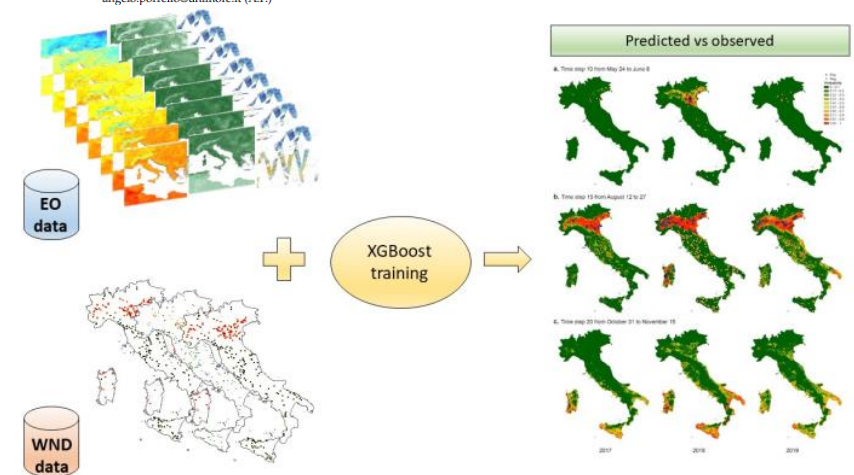 EO
data
WND
data
XGBoost
training
Predicted vs observed
a. Time step 10 from May 24 to June 8
b. Time step 15 from August 12 to 27
c. Time step 20 from October 31 to November 15
2017
2018
2019